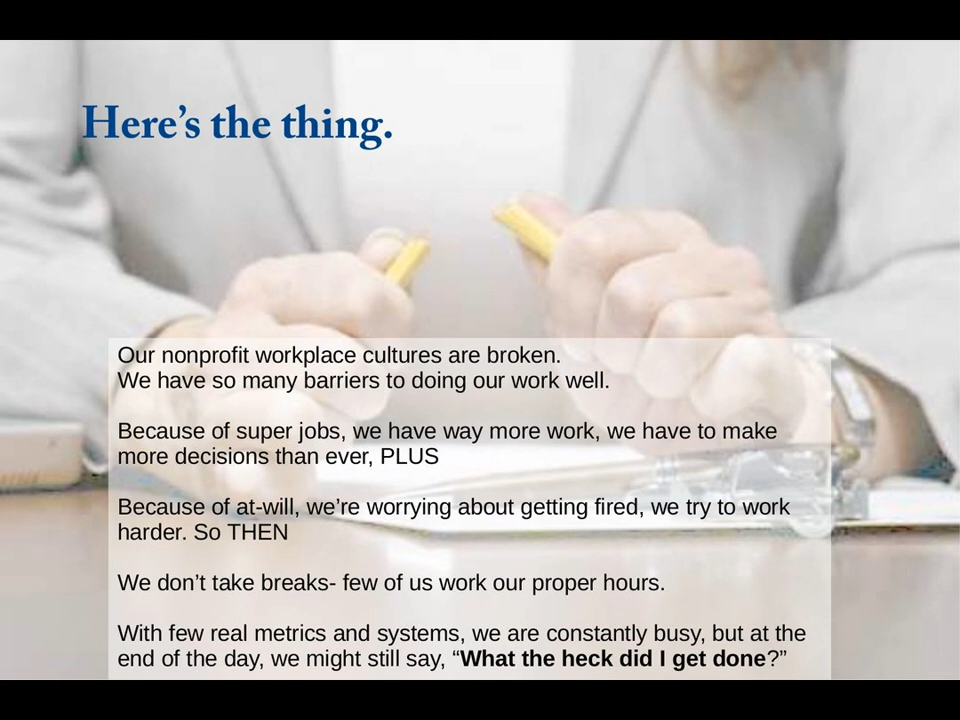 Here’s the thing.
Our nonprofit workplace cultures are broken.
We have so many barriers to doing our work well.
Because of super jobs, we have way more work, we have to make
more decisions than ever, PLUS
Because of at-will, we’re worrying about getting fired, we try to work
harder. So THEN
We don’t take breaks- few of us work our proper hours.
With few real metrics and systems, we are constantly busy, but at the
end of the day, we might still say, “What the heck did I get done?”